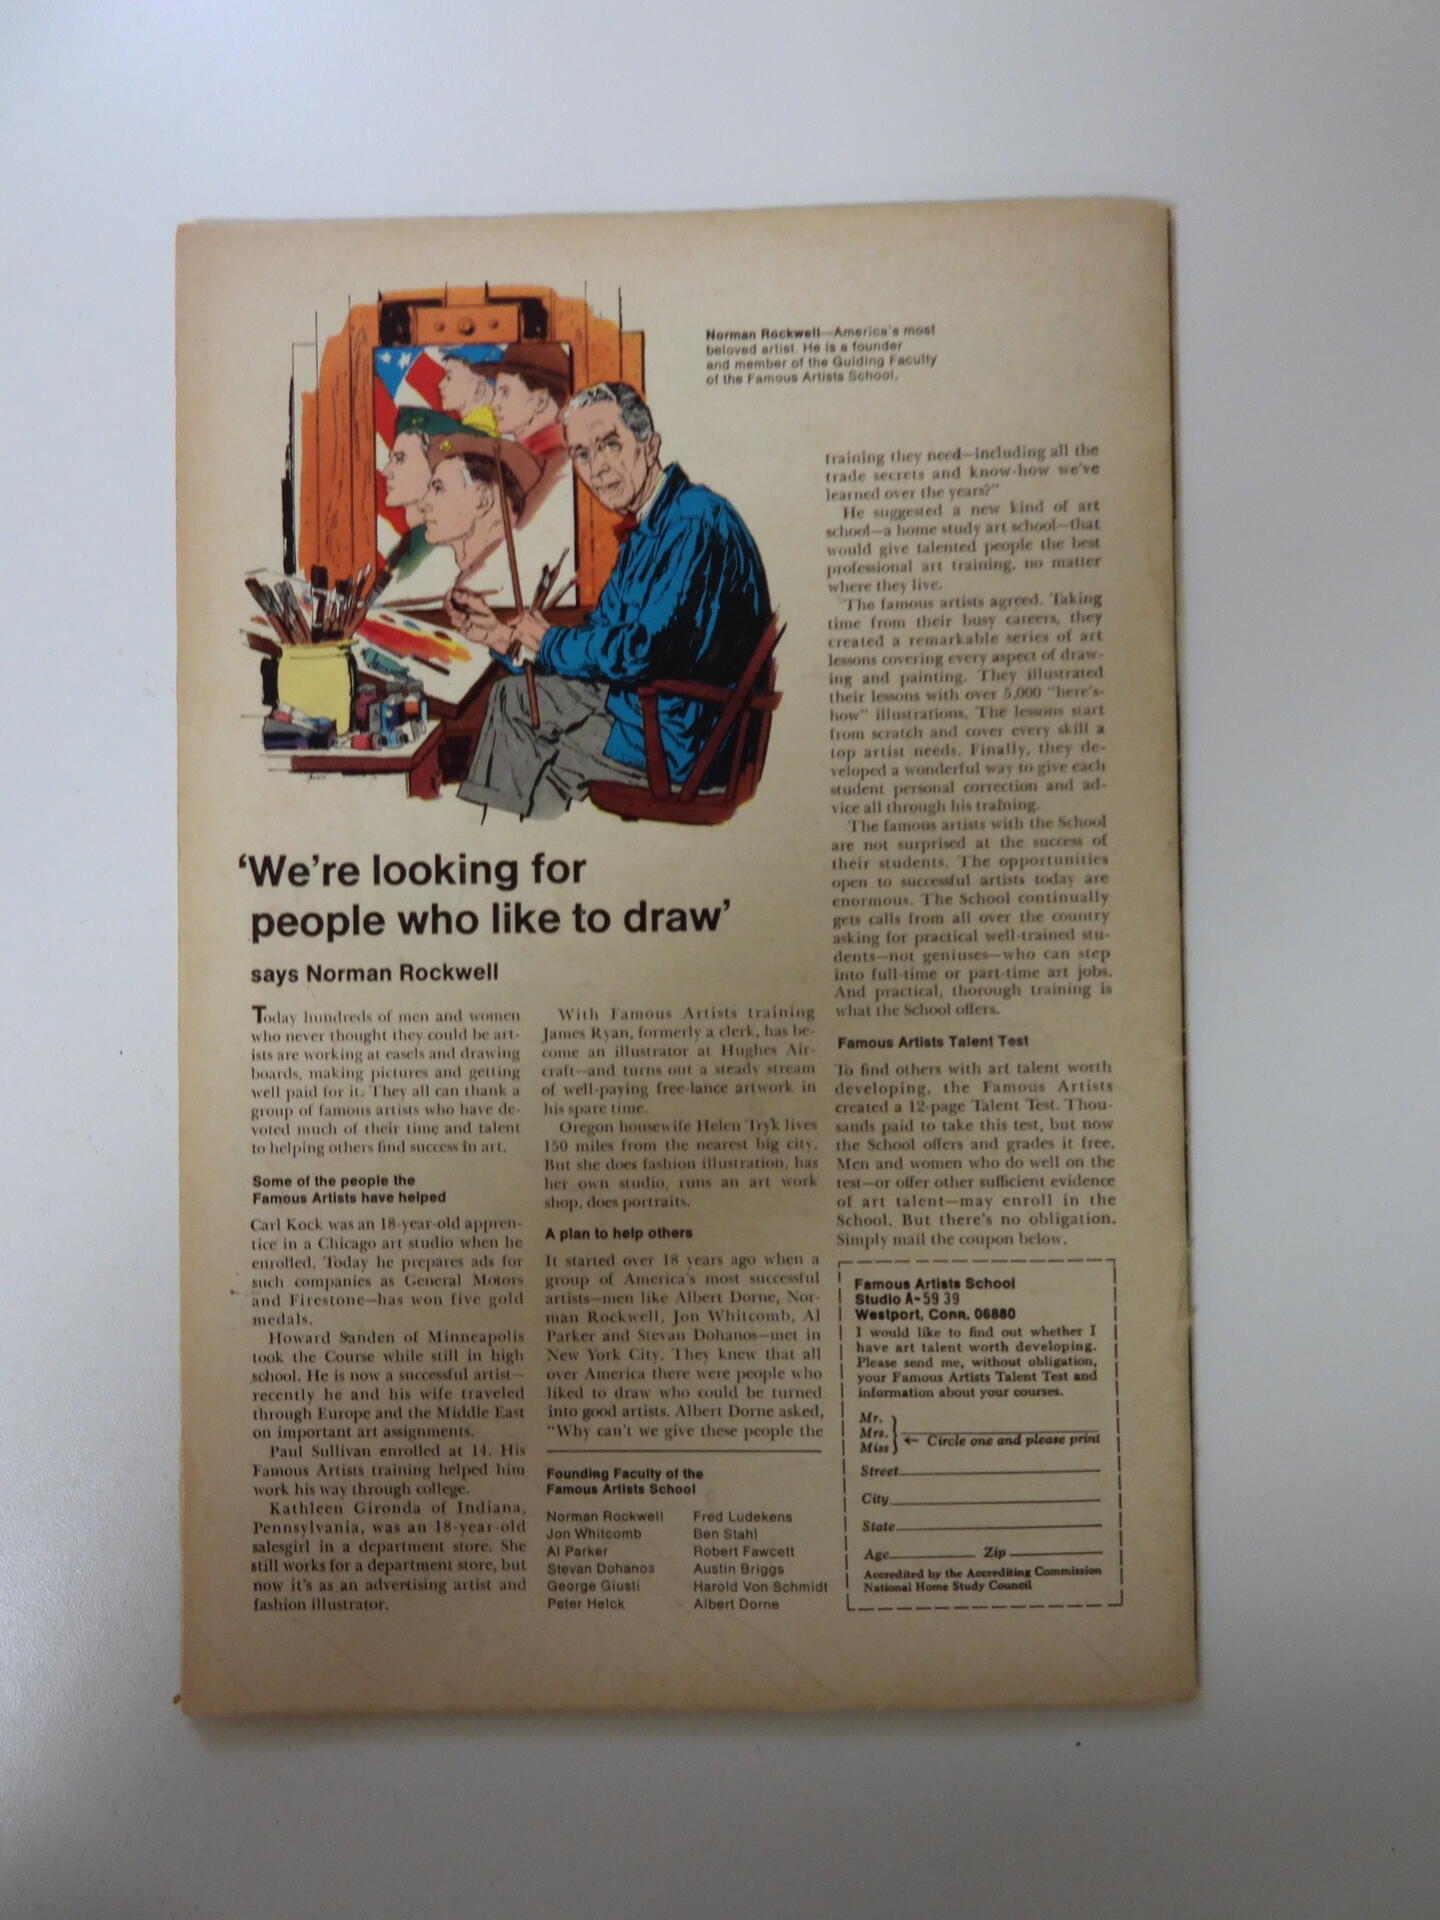 Norman Rockwell—America's most
beloved artist. He is a founder
and member of the Guiding Faculty
of the Famous Artists School.
'We're looking for
people who like to draw'
says Norman Rockwell
Today hundreds of men and women
who never thought they could be art-
ists are working at easels and drawing
boards, making pictures and getting
well paid for it. They all can thank a
group of famous artists who have de-
voted much of their time and talent
to helping others find success in art.
Some of the people the
Famous Artists have helped
Carl Kock was an 18-year-old appren-
tice in a Chicago art studio when he
enrolled. Today he prepares ads for
such companies as General Motors
and Firestone—has won five gold
medals.
Howard Sanden of Minneapolis
took the Course while still in high
school. He is now a successful artist—
recently he and his wife traveled
through Europe and the Middle East
on important art assignments.
Paul Sullivan enrolled at 14. His
Famous Artists training helped him
work his way through college.
Kathleen Gironda of Indiana,
Pennsylvania, was an 18-year-old
salesgirl in a department store. She
still works for a department store, but
now it's as an advertising artist and
fashion illustrator.
With Famous Artists training
James Ryan, formerly a clerk, has be-
come an illustrator at Hughes Air-
craft—and turns out a steady stream
of well-paying free-lance artwork in
his spare time.
Oregon housewife Helen Tryk lives
150 miles from the nearest big city.
But she does fashion illustration, has
her own studio, runs an art work
shop, does portraits.
A plan to help others
It started over 18 years ago when a
group of America's most successful
artists—men like Albert Dorne, Nor-
man Rockwell, Jon Whitcomb, Al
Parker and Stevan Dohanos—met in
New York City. They knew that all
over America there were people who
liked to draw who could be turned
into good artists. Albert Dorne asked,
"Why can't we give these people the
Founding Faculty of the
Famous Artists School
Norman Rockwell
Jon Whitcomb
Al Parker
Stevan Dohanos
George Giusti
Peter Helck
Fred Ludekens
Ben Stahl
Robert Fawcett
Austin Briggs
Harold Von Schmidt
Albert Dorne
training they need—including all the
trade secrets and know-how we've
learned over the years?"
He suggested a new kind of art
school—a home study art school—that
would give talented people the best
professional art training, no matter
where they live.
The famous artists agreed. Taking
time from their busy careers, they
created a remarkable series of art
lessons covering every aspect of draw-
ing and painting. They illustrated
their lessons with over 5,000 "here's-
how" illustrations. The lessons start
from scratch and cover every skill a
top artist needs. Finally, they de-
veloped a wonderful way to give each
student personal correction and ad-
vice all through his training.
The famous artists with the School
are not surprised at the success of
their students. The opportunities
open to successful artists today are
enormous. The School continually
gets calls from all over the country
asking for practical well-trained stu-
dents—not geniuses—who can step
into full-time or part-time art jobs.
And practical, thorough training is
what the School offers.
Famous Artists Talent Test
To find others with art talent worth
developing, the Famous Artists
created a 12-page Talent Test. Thou-
sands paid to take this test, but now
the School offers and grades it free.
Men and women who do well on the
test—or offer other sufficient evidence
of art talent—may enroll in the
School. But there's no obligation.
Simply mail the coupon below.
Famous Artists School
Studio A-5939
Westport, Conn. 06880
I would like to find out whether I
have art talent worth developing.
Please send me, without obligation,
your Famous Artists Talent Test and
information about your courses.
Mr.
Mrs.
Miss
← Circle one and please print
Street
City
State
Age Zip
Accredited by the Accrediting Commission
National Home Study Council